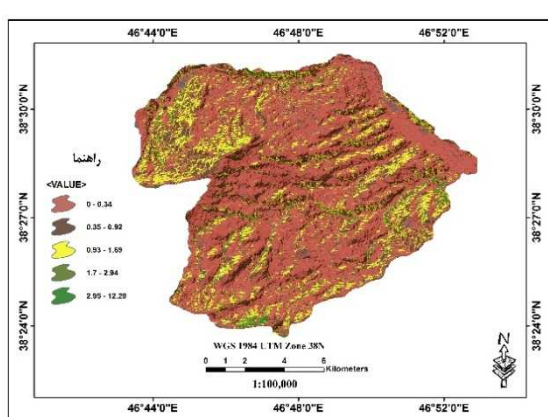 46°44'0"E 46°48'0"E 46°52'0"E
38°30'0"N 38°30'0"N
راهنما
<VALUE>
0 - 0.34
0.35 - 0.92
0.93 - 1.69
1.7 - 2.94
2.95 - 12.20
38°27'0"N 38°27'0"N
38°24'0"N 38°24'0"N
WGS 1984 UTM Zone 38N
0 1 2 4 6
Kilometers
1:100,000
N
46°44'0"E 46°48'0"E 46°52'0"E